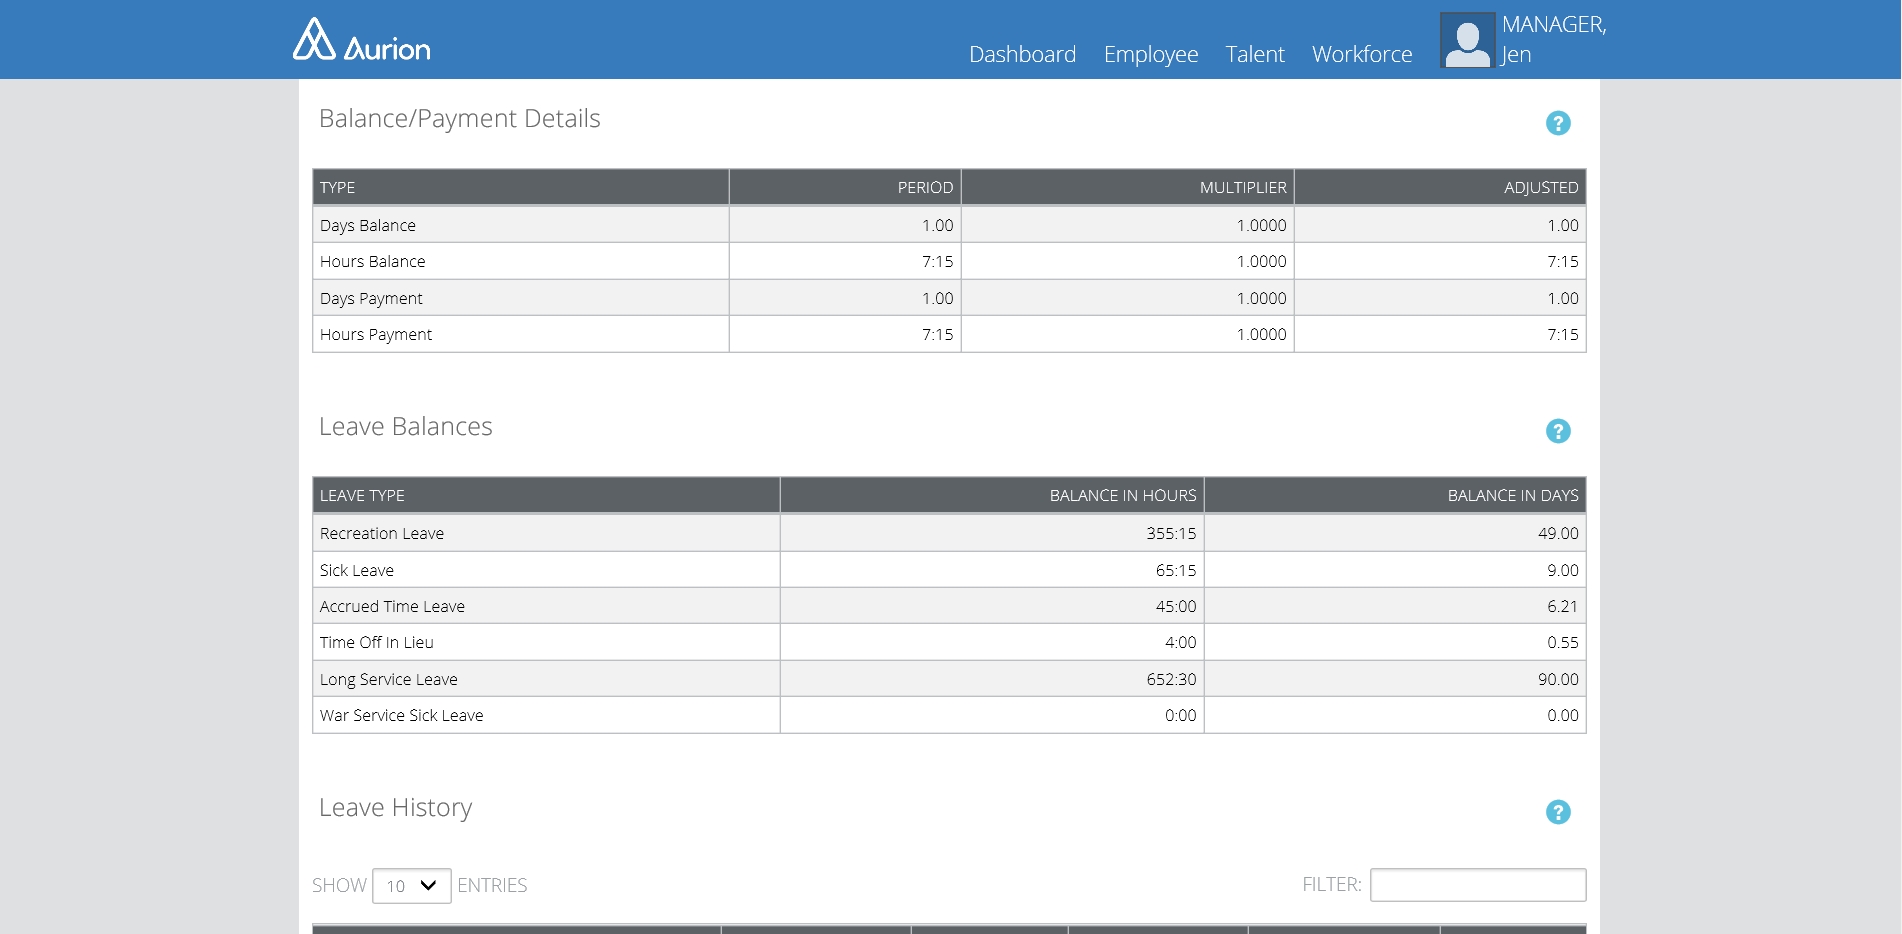 Aurion
Dashboard Employee Talent Workforce
MANAGER,
Jen
Balance/Payment Details
?
TYPE PERIOD MULTIPLIER ADJUSTED
Days Balance 1.00 1.0000 1.00
Hours Balance 7:15 1.0000 7:15
Days Payment 1.00 1.0000 1.00
Hours Payment 7:15 1.0000 7:15
Leave Balances
?
LEAVE TYPE BALANCE IN HOURS BALANCE IN DAYS
Recreation Leave 355:15 49.00
Sick Leave 65:15 9.00
Accrued Time Leave 45:00 6.21
Time Off In Lieu 4:00 0.55
Long Service Leave 652:30 90.00
War Service Sick Leave 0:00 0.00
Leave History
?
SHOW 10 ENTRIES FILTER: